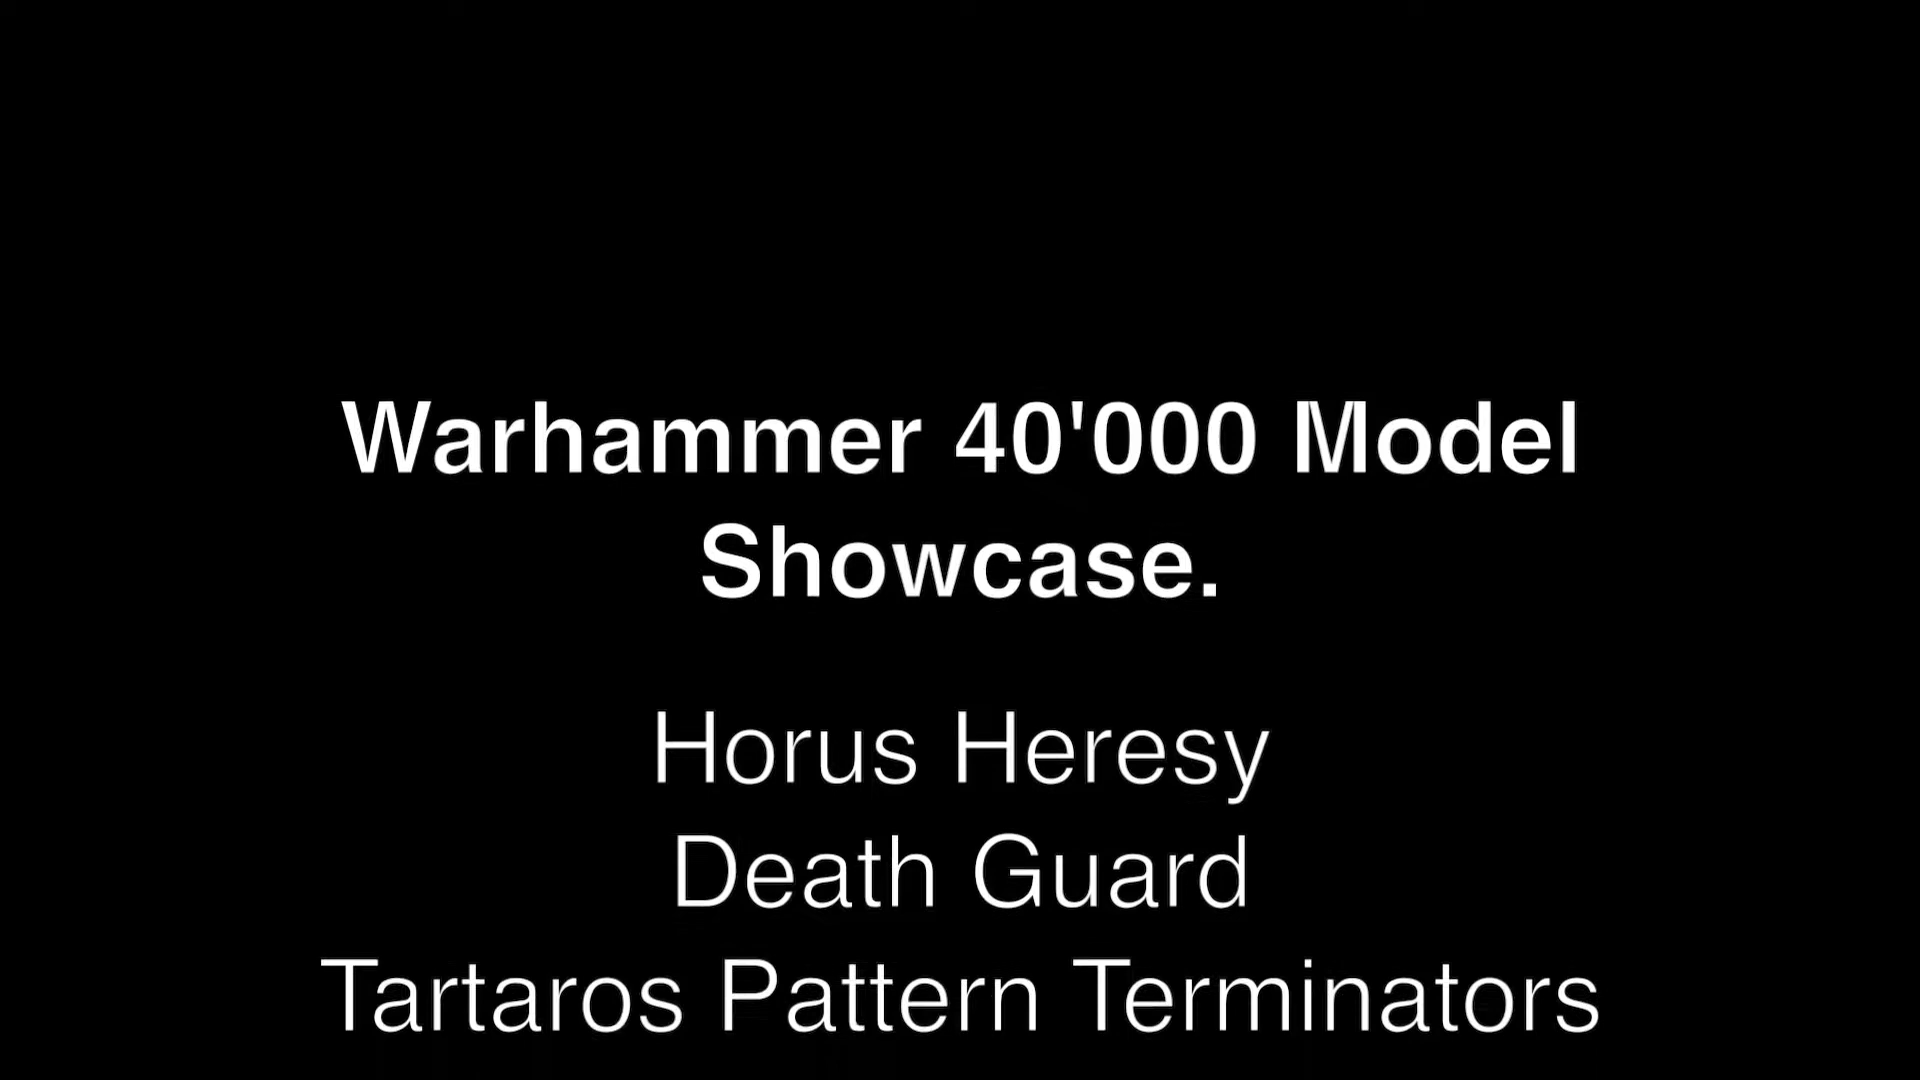 Warhammer 40'000 Model
Showcase.
Horus Heresy
Death Guard
Tartaros Pattern Terminators